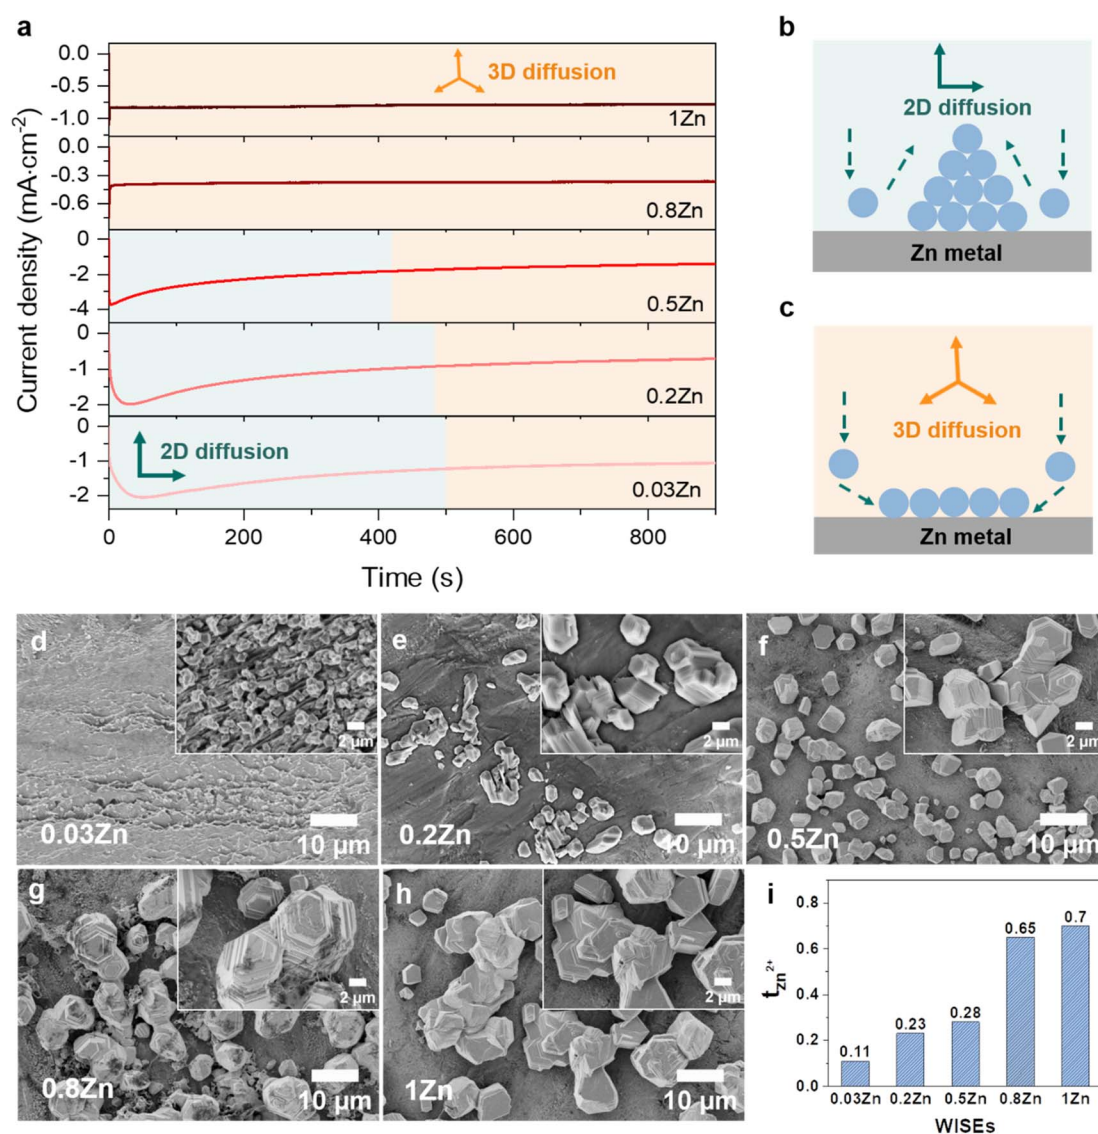 a
Current density (mA·cm⁻²)
0.0
-0.5
-1.0
3D diffusion
1Zn
-0.3
-0.6
0.8Zn
0
-2
-4
0.5Zn
0
-1
-2
0.2Zn
0
-1
-2
2D diffusion
0.03Zn
0
200
400
600
800
Time (s)
b
2D diffusion
Zn metal
c
3D diffusion
Zn metal
d
2 μm
0.03Zn
10 μm
e
2 μm
0.2Zn
10 μm
f
2 μm
0.5Zn
10 μm
g
2 μm
0.8Zn
10 μm
h
2 μm
1Zn
10 μm
i
t zn²⁺
0.8
0.6
0.4
0.2
0.0
0.11
0.23
0.28
0.65
0.7
0.03Zn 0.2Zn 0.5Zn 0.8Zn 1Zn
WISEs